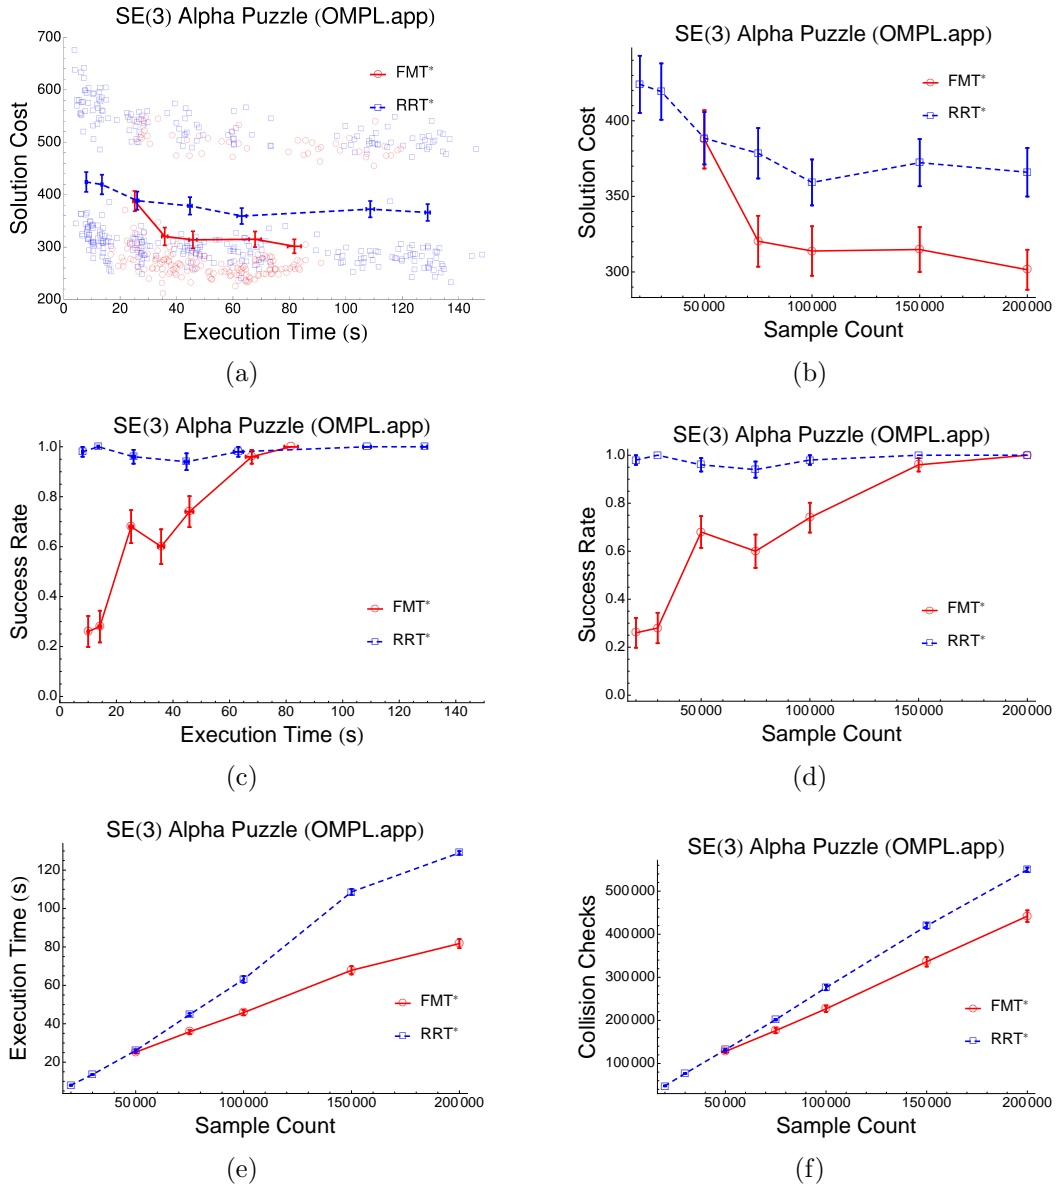 SE(3) Alpha Puzzle (OMPL.app)
700
600
500
400
300
200
Solution Cost
FMT*
RRT*
0 20 40 60 80 100 120 140
Execution Time (s)
(a)
SE(3) Alpha Puzzle (OMPL.app)
400
350
300
Solution Cost
FMT*
RRT*
50 000 100 000 150 000 200 000
Sample Count
(b)
SE(3) Alpha Puzzle (OMPL.app)
1.0
0.8
0.6
0.4
0.2
0.0
Success Rate
FMT*
RRT*
0 20 40 60 80 100 120 140
Execution Time (s)
(c)
SE(3) Alpha Puzzle (OMPL.app)
1.0
0.8
0.6
0.4
0.2
0.0
Success Rate
FMT*
RRT*
50 000 100 000 150 000 200 000
Sample Count
(d)
SE(3) Alpha Puzzle (OMPL.app)
120
100
80
60
40
20
Execution Time (s)
FMT*
RRT*
50 000 100 000 150 000 200 000
Sample Count
(e)
SE(3) Alpha Puzzle (OMPL.app)
500 000
400 000
300 000
200 000
100 000
Collision Checks
FMT*
RRT*
50 000 100 000 150 000 200 000
Sample Count
(f)